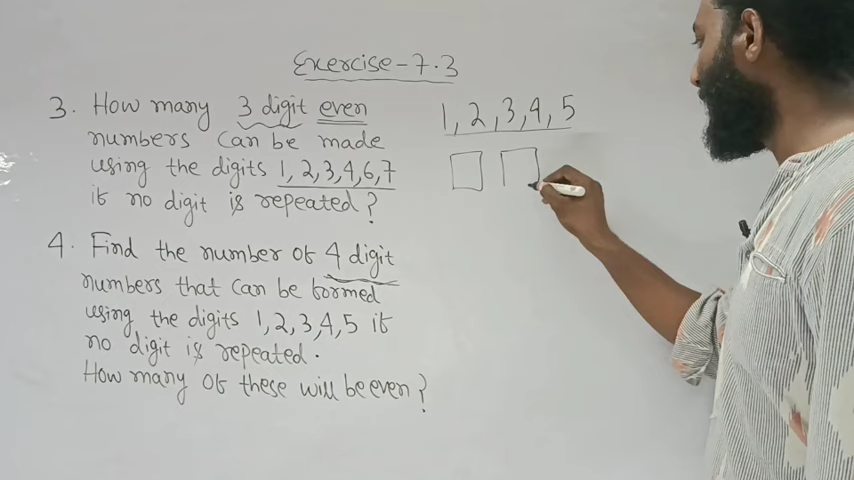 Exercise-7.3
3. How many 3 digit even
numbers can be made
using the digits 1, 2, 3, 4, 6, 7
if no digit is repeated?
4. Find the number of 4 digit
numbers that can be formed
using the digits 1, 2, 3, 4, 5 if
no digit is repeated.
How many of these will be even?
1, 2, 3, 4, 5